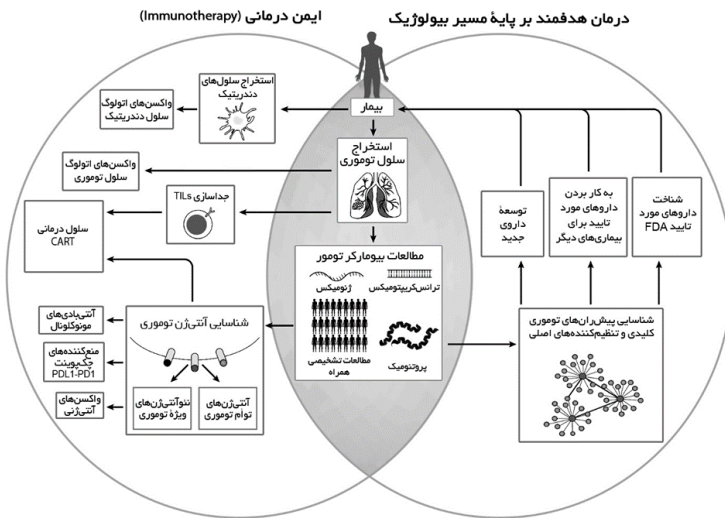 ایمن درمانی (Immunotherapy)
درمان هدفمند بر پایهٔ مسیر بیولوژیک
بیمار
استخراج سلول‌های
دندریتیک
واکسن‌های اتولوگ
سلول دندریتیک
استخراج
سلول توموری
واکسن‌های اتولوگ
سلول توموری
جداسازی TILs
سلول درمانی
CART
مطالعات بیومارکر تومور
ژنومیکس
ترانس‌کریپتومیکس
مطالعات تشخیصی
همراه
پروتئومیک
شناسایی آنتی‌ژن توموری
نئوآنتی‌ژن‌های
ویژهٔ توموری
آنتی‌ژن‌های
توام توموری
آنتی‌بادی‌های
مونوکلونال
منع‌کننده‌های
چک‌پوینت
PDL1-PD1
واکسن‌های
آنتی‌ژنی
توسعهٔ
داروی
جدید
به کار بردن
داروهای مورد
تایید برای
بیماری‌های دیگر
شناخت
داروهای مورد
تایید FDA
شناسایی پیش‌ران‌های توموری
کلیدی و تنظیم‌کننده‌های اصلی